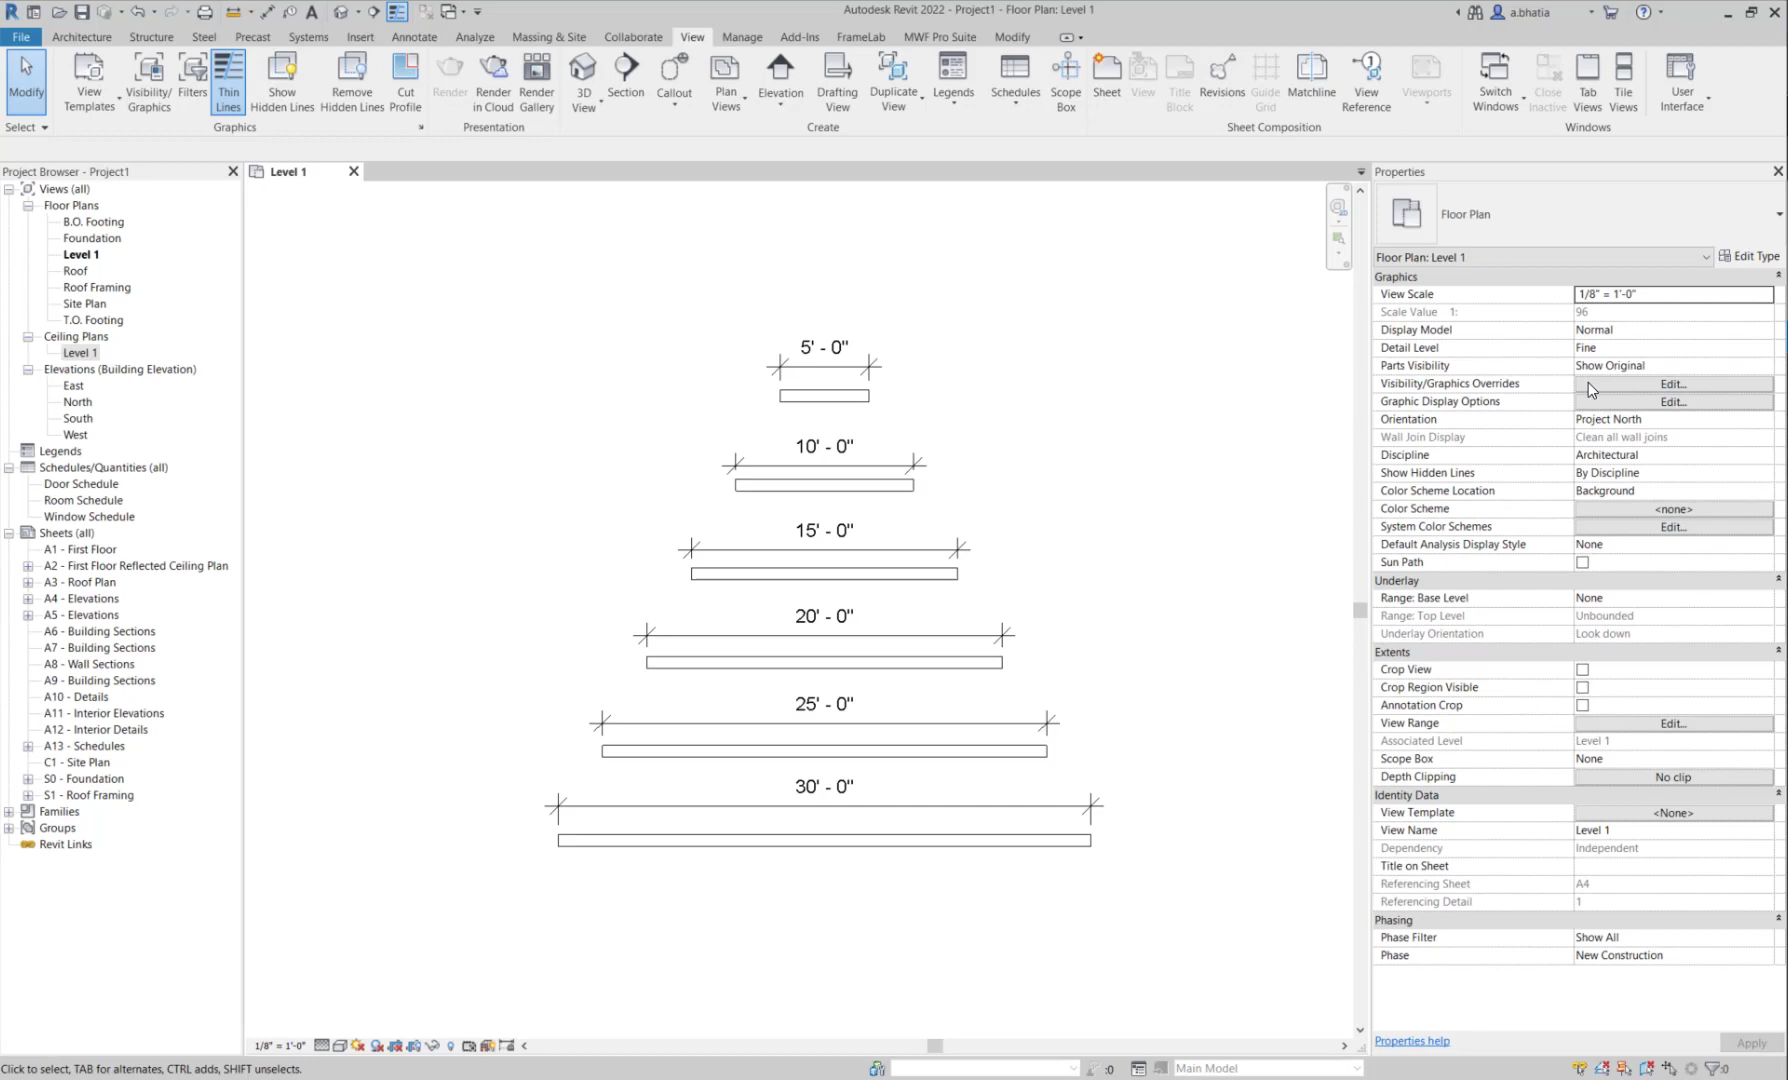 Autodesk Revit 2022 - Project1 - Floor Plan: Level 1
a.bhatia
File Architecture Structure Steel Precast Systems Insert Annotate Analyze Massing & Site Collaborate View Manage Add-Ins FrameLab MWF Pro Suite Modify
Modify View Templates Visibility/ Graphics Filters Thin Lines Show Hidden Lines Remove Hidden Lines Cut Profile Render Render in Cloud Render Gallery 3D View Section Callout Plan Views Elevation Drafting View Duplicate View Legends Schedules Scope Box Sheet View Title Block Revisions Guide Grid Matchline View Reference Viewports Switch Windows Close Inactive Tab Views Tile Views User Interface
Select Graphics Presentation Create Sheet Composition Windows
Project Browser - Project1
Views (all)
Floor Plans
B.O. Footing
Foundation
Level 1
Roof
Roof Framing
Site Plan
T.O. Footing
Ceiling Plans
Level 1
Elevations (Building Elevation)
East
North
South
West
Legends
Schedules/Quantities (all)
Door Schedule
Room Schedule
Window Schedule
Sheets (all)
A1 - First Floor
A2 - First Floor Reflected Ceiling Plan
A3 - Roof Plan
A4 - Elevations
A5 - Elevations
A6 - Building Sections
A7 - Building Sections
A8 - Wall Sections
A9 - Building Sections
A10 - Details
A11 - Interior Elevations
A12 - Interior Details
A13 - Schedules
C1 - Site Plan
S0 - Foundation
S1 - Roof Framing
Families
Groups
Revit Links
Level 1
5' - 0"
10' - 0"
15' - 0"
20' - 0"
25' - 0"
30' - 0"
1/8" = 1'-0"
Properties
Floor Plan
Floor Plan: Level 1 Edit Type
Graphics
View Scale 1/8" = 1'-0"
Scale Value 1: 96
Display Model Normal
Detail Level Fine
Parts Visibility Show Original
Visibility/Graphics Overrides Edit...
Graphic Display Options Edit...
Orientation Project North
Wall Join Display Clean all wall joins
Discipline Architectural
Show Hidden Lines By Discipline
Color Scheme Location Background
Color Scheme <none>
System Color Schemes Edit...
Default Analysis Display Style None
Sun Path
Underlay
Range: Base Level None
Range: Top Level Unbounded
Underlay Orientation Look down
Extents
Crop View
Crop Region Visible
Annotation Crop
View Range Edit...
Associated Level Level 1
Scope Box None
Depth Clipping No clip
Identity Data
View Template <None>
View Name Level 1
Dependency Independent
Title on Sheet
Referencing Sheet A4
Referencing Detail 1
Phasing
Phase Filter Show All
Phase New Construction
Properties help Apply
Click to select, TAB for alternates, CTRL adds, SHIFT unselects.
:0 Main Model :0